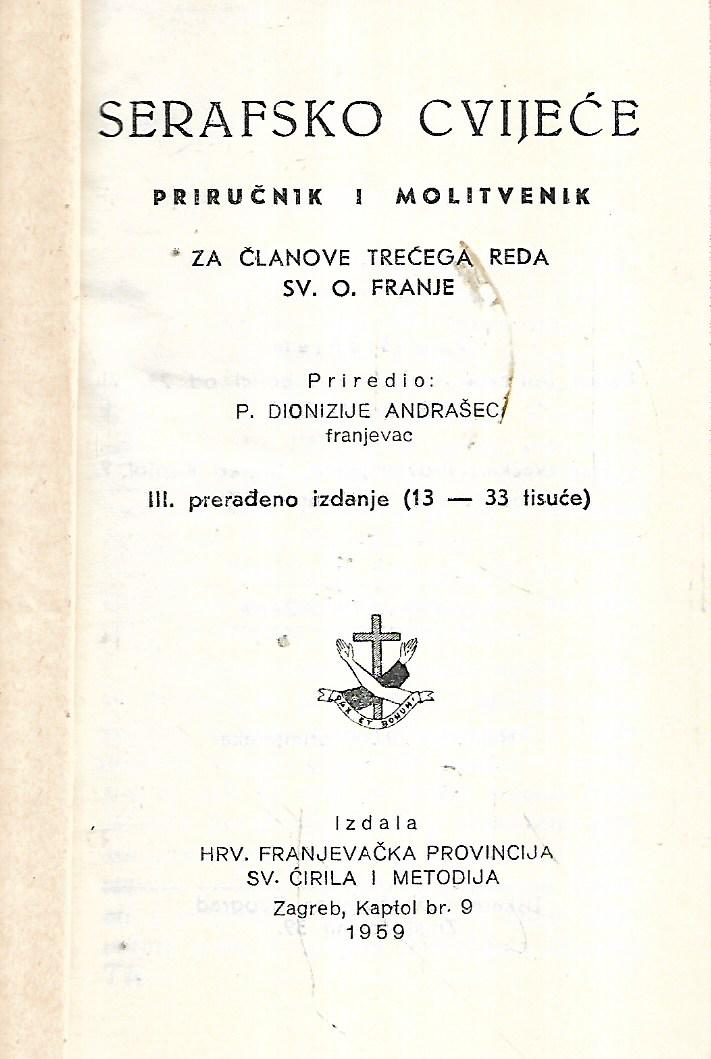 SERAFSKO CVIJEĆE
PRIRUČNIK I MOLITVENIK
ZA ČLANOVE TREĆEGA REDA
SV. O. FRANJE
Priredio:
P. DIONIZIJE ANDRAŠEC,
franjevac
III. prerađeno izdanje (13 — 33 tisuće)
PAX ET BONUM!
Izdala
HRV. FRANJEVAČKA PROVINCIJA
SV. ĆIRILA I METODIJA
Zagreb, Kaptol br. 9
1959